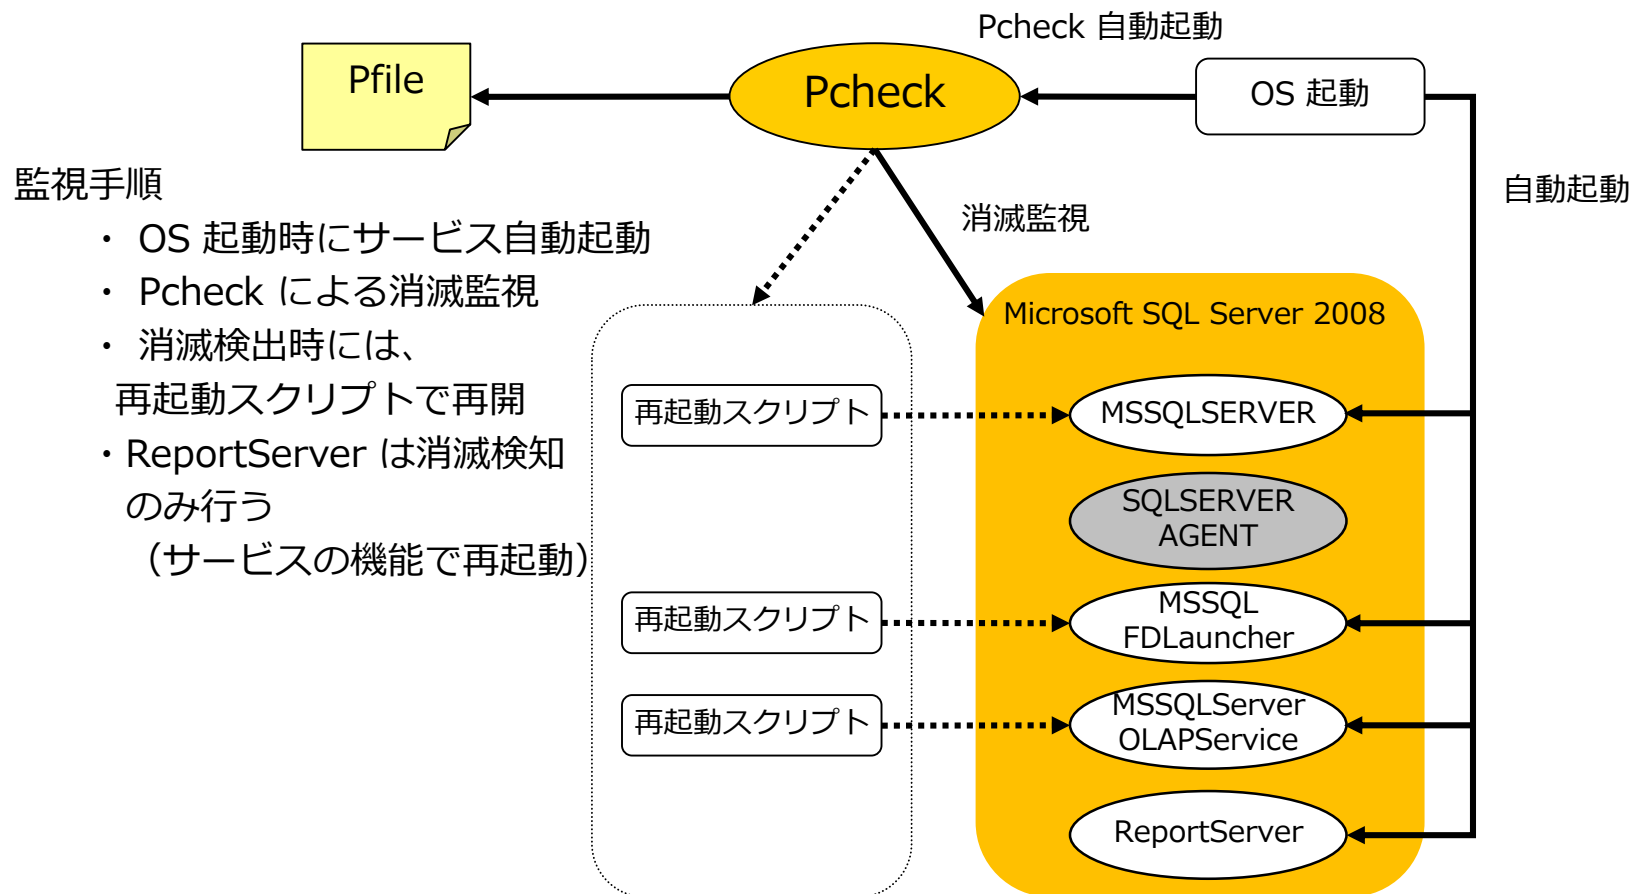 Pcheck 自動起動
Pfile
Pcheck
OS 起動
監視手順
自動起動
消滅監視
・ OS 起動時にサービス自動起動
・ Pcheck による消滅監視
・ 消滅検出時には、
再起動スクリプトで再開
・ReportServer は消滅検知
のみ行う
（サービスの機能で再起動）
Microsoft SQL Server 2008
再起動スクリプト
MSSQLSERVER
SQLSERVER
AGENT
再起動スクリプト
MSSQL
FDLauncher
再起動スクリプト
MSSQLServer
OLAPService
ReportServer